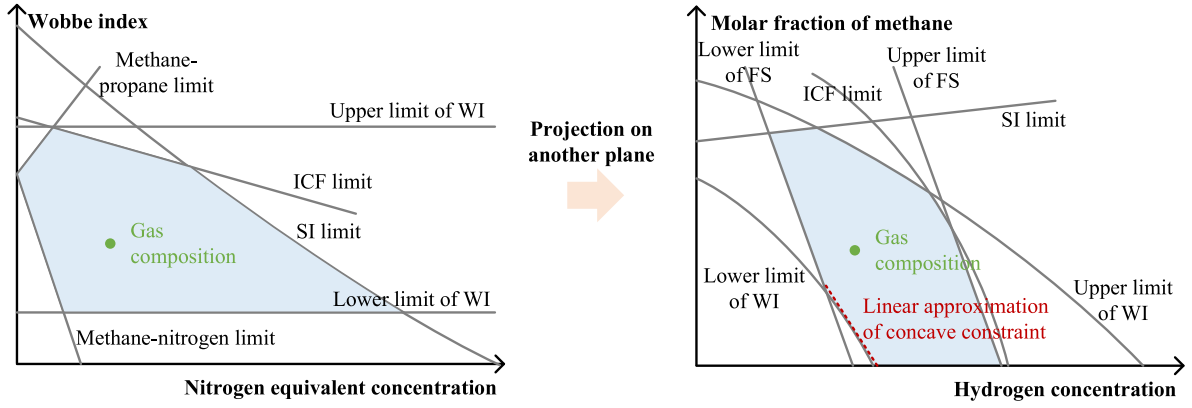 Wobbe index
Methane-
propane limit
Upper limit of WI
ICF limit
SI limit
Gas
composition
Lower limit of WI
Methane-nitrogen limit
Nitrogen equivalent concentration
Projection on
another plane
Molar fraction of methane
Lower limit
of FS
Upper limit
of FS
ICF limit
SI limit
Gas
composition
Lower limit
of WI
Linear approximation
of concave constraint
Upper limit
of WI
Hydrogen concentration